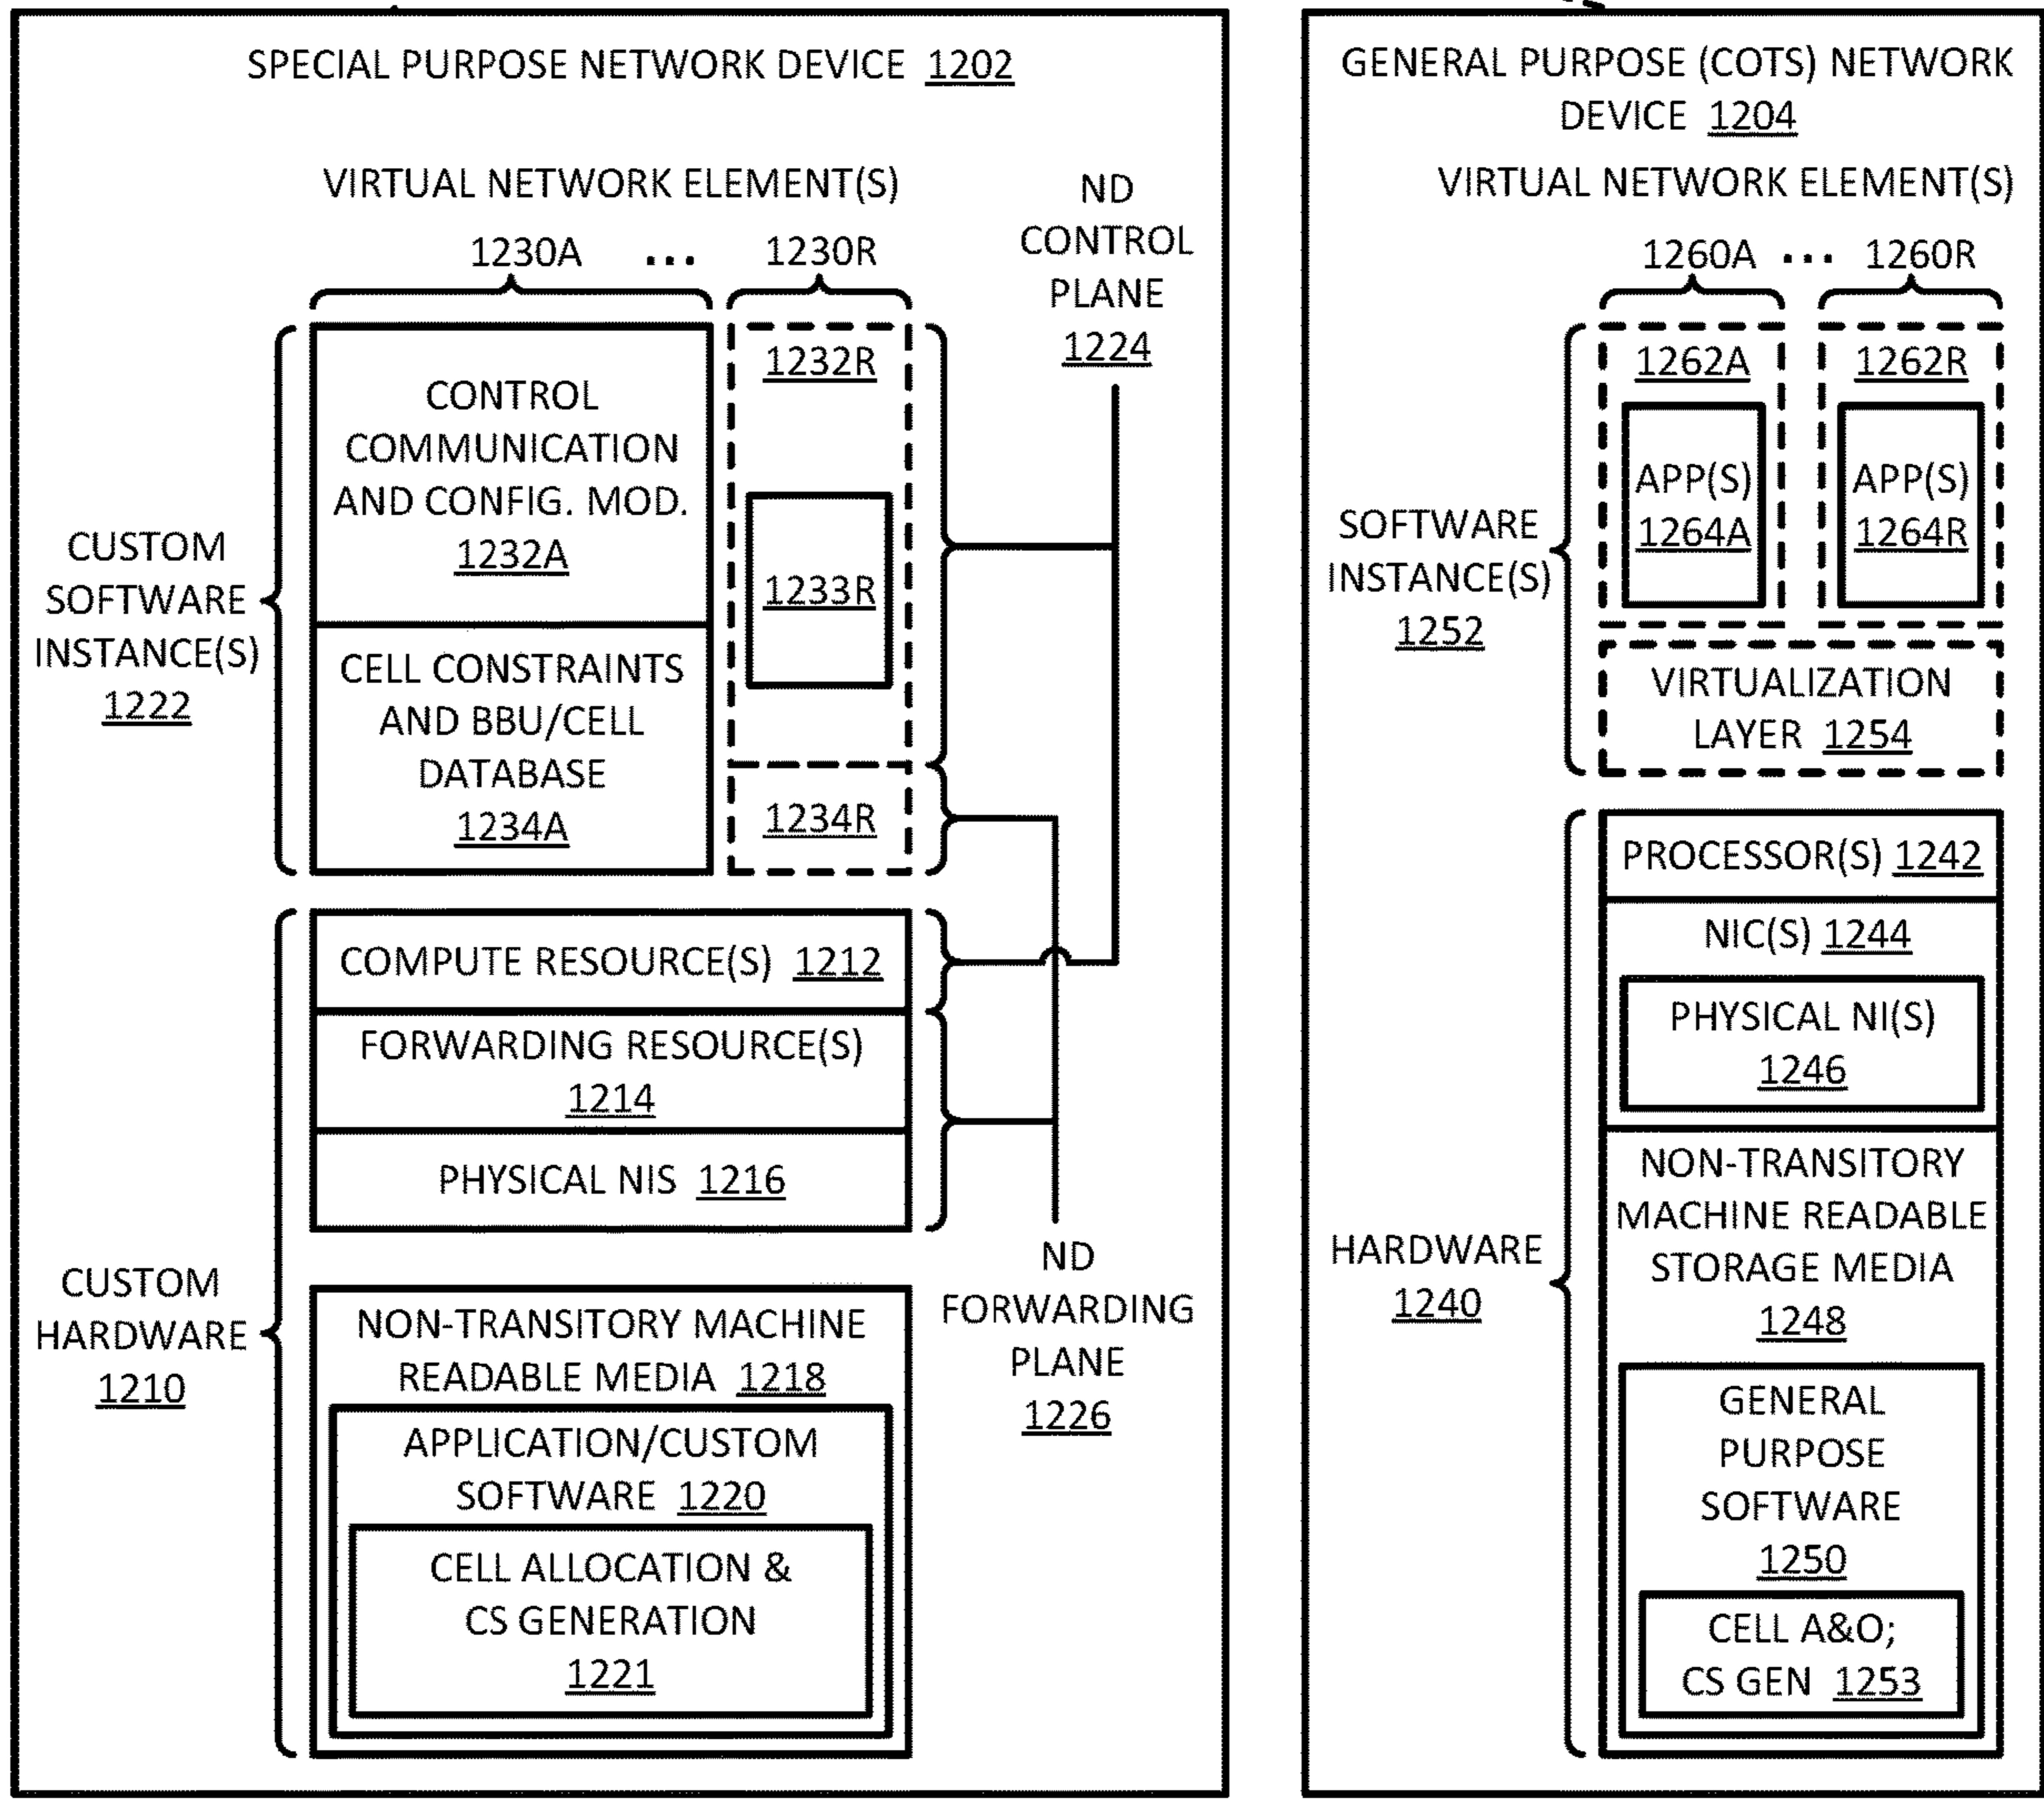 SPECIAL PURPOSE NETWORK DEVICE 1202
VIRTUAL NETWORK ELEMENT(S)
1230A ... 1230R
ND
CONTROL
PLANE
1224
CUSTOM
SOFTWARE
INSTANCE(S)
1222
CONTROL
COMMUNICATION
AND CONFIG. MOD.
1232A
CELL CONSTRAINTS
AND BBU/CELL
DATABASE
1234A
1232R
1233R
1234R
CUSTOM
HARDWARE
1210
COMPUTE RESOURCE(S) 1212
FORWARDING RESOURCE(S)
1214
PHYSICAL NIS 1216
ND
FORWARDING
PLANE
1226
NON-TRANSITORY MACHINE
READABLE MEDIA 1218
APPLICATION/CUSTOM
SOFTWARE 1220
CELL ALLOCATION &
CS GENERATION
1221
GENERAL PURPOSE (COTS) NETWORK
DEVICE 1204
VIRTUAL NETWORK ELEMENT(S)
1260A ... 1260R
SOFTWARE
INSTANCE(S)
1252
1262A
APP(S)
1264A
1262R
APP(S)
1264R
VIRTUALIZATION
LAYER 1254
HARDWARE
1240
PROCESSOR(S) 1242
NIC(S) 1244
PHYSICAL NI(S)
1246
NON-TRANSITORY
MACHINE READABLE
STORAGE MEDIA
1248
GENERAL
PURPOSE
SOFTWARE
1250
CELL A&O;
CS GEN 1253